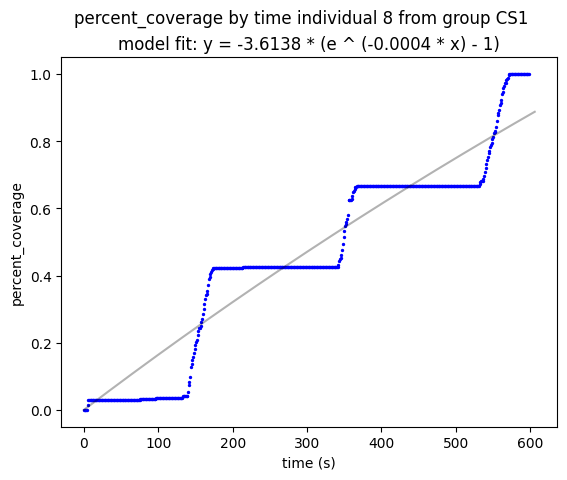 percent_coverage by time individual 8 from group CS1
model fit: y = -3.6138 * (e ^ (-0.0004 * x) - 1)
1.0
0.8
0.6
0.4
0.2
0.0
percent_coverage
0 100 200 300 400 500 600
time (s)